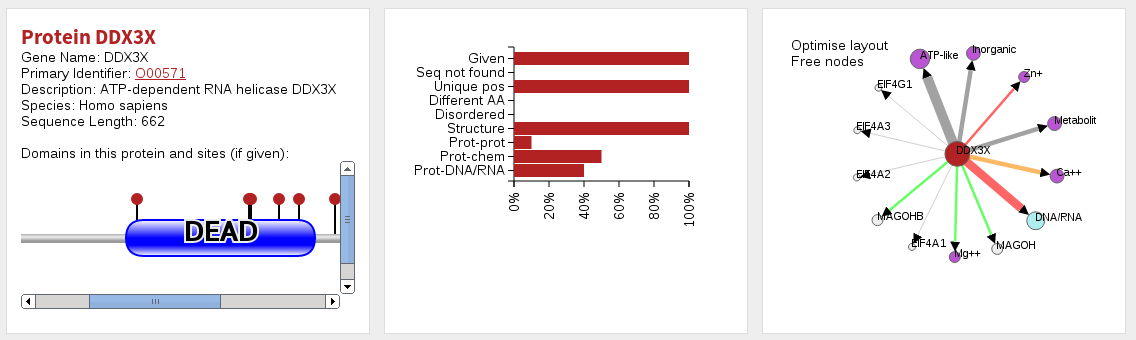 Protein DDX3X
Gene Name: DDX3X
Primary Identifier: O00571
Description: ATP-dependent RNA helicase DDX3X
Species: Homo sapiens
Sequence Length: 662
Domains in this protein and sites (if given):
DEAD
Given
Seq not found
Unique pos
Different AA
Disordered
Structure
Prot-prot
Prot-chem
Prot-DNA/RNA
0%
20%
40%
60%
80%
100%
Optimise layout
Free nodes
ATP-like
Inorganic
Zn+
EIF4G1
Metabolit
EIF4A3
DDX3X
EIF4A2
Ca++
MAGOHB
DNA/RNA
EIF4A1
MAGOH
Mg++